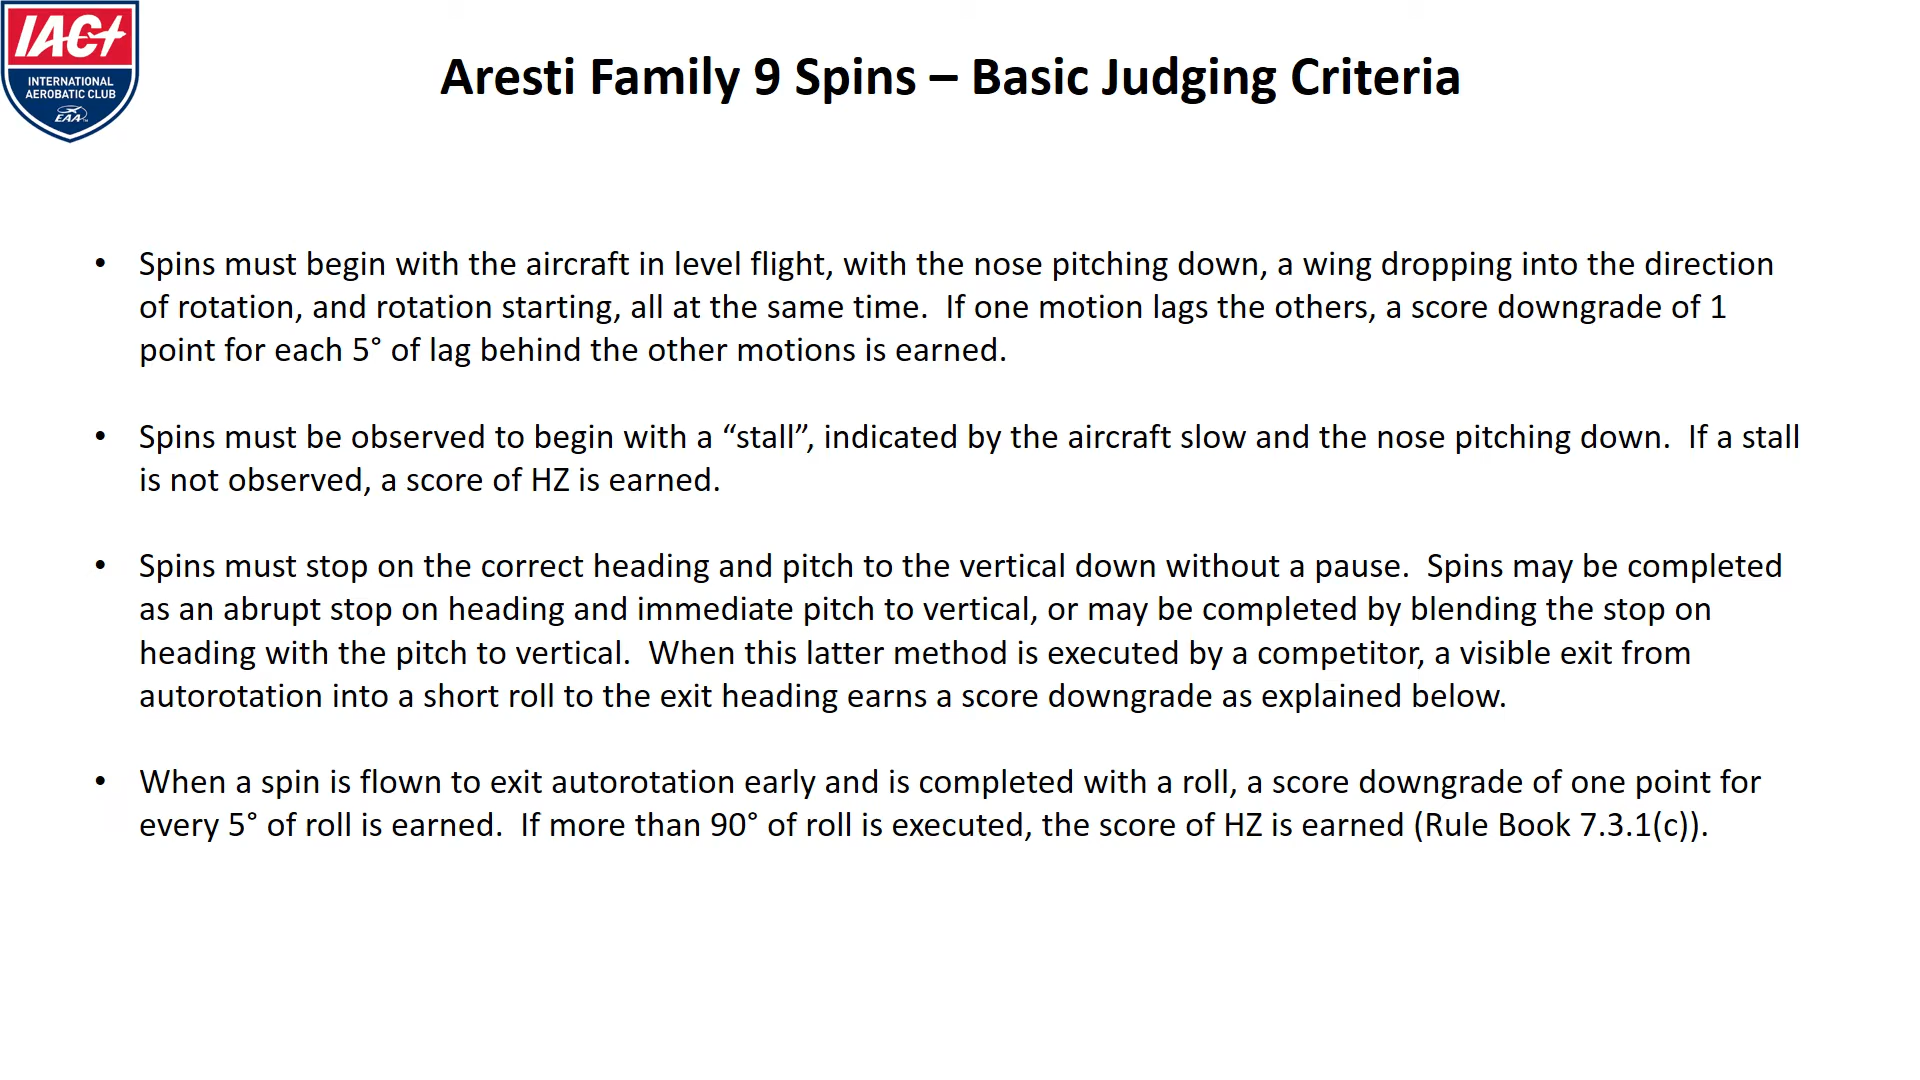 IAC
INTERNATIONAL
AEROBATIC CLUB
EAA
Aresti Family 9 Spins – Basic Judging Criteria
• Spins must begin with the aircraft in level flight, with the nose pitching down, a wing dropping into the direction
of rotation, and rotation starting, all at the same time.  If one motion lags the others, a score downgrade of 1
point for each 5° of lag behind the other motions is earned.
• Spins must be observed to begin with a “stall”, indicated by the aircraft slow and the nose pitching down.  If a stall
is not observed, a score of HZ is earned.
• Spins must stop on the correct heading and pitch to the vertical down without a pause.  Spins may be completed
as an abrupt stop on heading and immediate pitch to vertical, or may be completed by blending the stop on
heading with the pitch to vertical.  When this latter method is executed by a competitor, a visible exit from
autorotation into a short roll to the exit heading earns a score downgrade as explained below.
• When a spin is flown to exit autorotation early and is completed with a roll, a score downgrade of one point for
every 5° of roll is earned.  If more than 90° of roll is executed, the score of HZ is earned (Rule Book 7.3.1(c)).